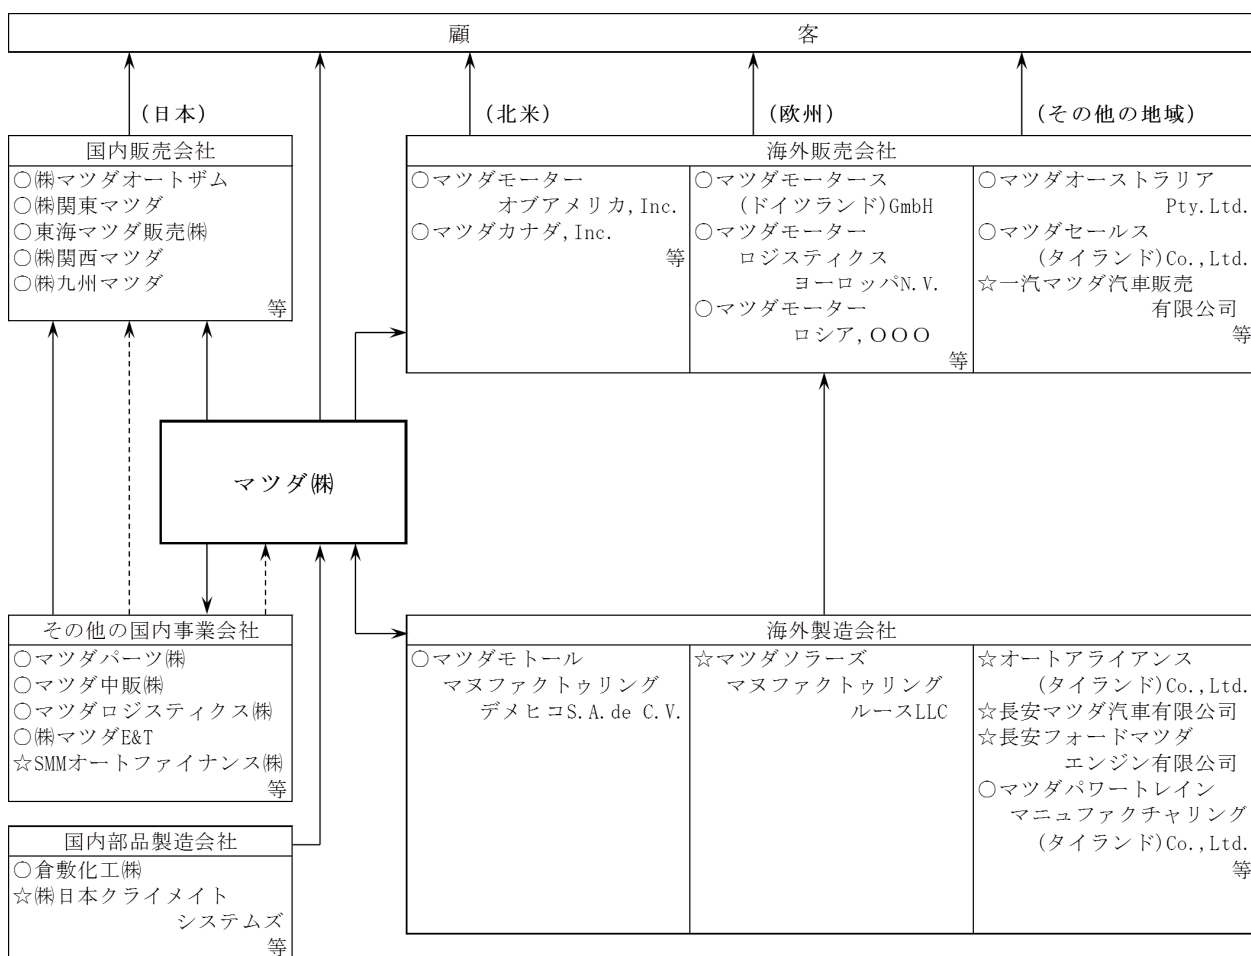 顧客
(日本)
(北米)
(欧州)
(その他の地域)
国内販売会社
○㈱マツダオートザム
○㈱関東マツダ
○東海マツダ販売㈱
○㈱関西マツダ
○㈱九州マツダ
等
海外販売会社
○マツダモーター
オブアメリカ,Inc.
○マツダカナダ,Inc.
等
○マツダモータース
(ドイツランド)GmbH
○マツダモーター
ロジスティクス
ヨーロッパN.V.
○マツダモーター
ロシア,OOO
等
○マツダオーストラリア
Pty.Ltd.
○マツダセールス
(タイランド)Co.,Ltd.
☆一汽マツダ汽車販売
有限公司
等
マツダ㈱
その他の国内事業会社
○マツダパーツ㈱
○マツダ中販㈱
○マツダロジスティクス㈱
○㈱マツダE&T
☆SMMオートファイナンス㈱
等
国内部品製造会社
○倉敷化工㈱
☆㈱日本クライメイト
システムズ
等
海外製造会社
○マツダモトール
マヌファクトゥリング
デメヒコS.A.de C.V.
☆マツダソラーズ
マヌファクトゥリング
ルースLLC
☆オートアライアンス
(タイランド)Co.,Ltd.
☆長安マツダ汽車有限公司
☆長安フォードマツダ
エンジン有限公司
○マツダパワートレイン
マニュファクチャリング
(タイランド)Co.,Ltd.
等